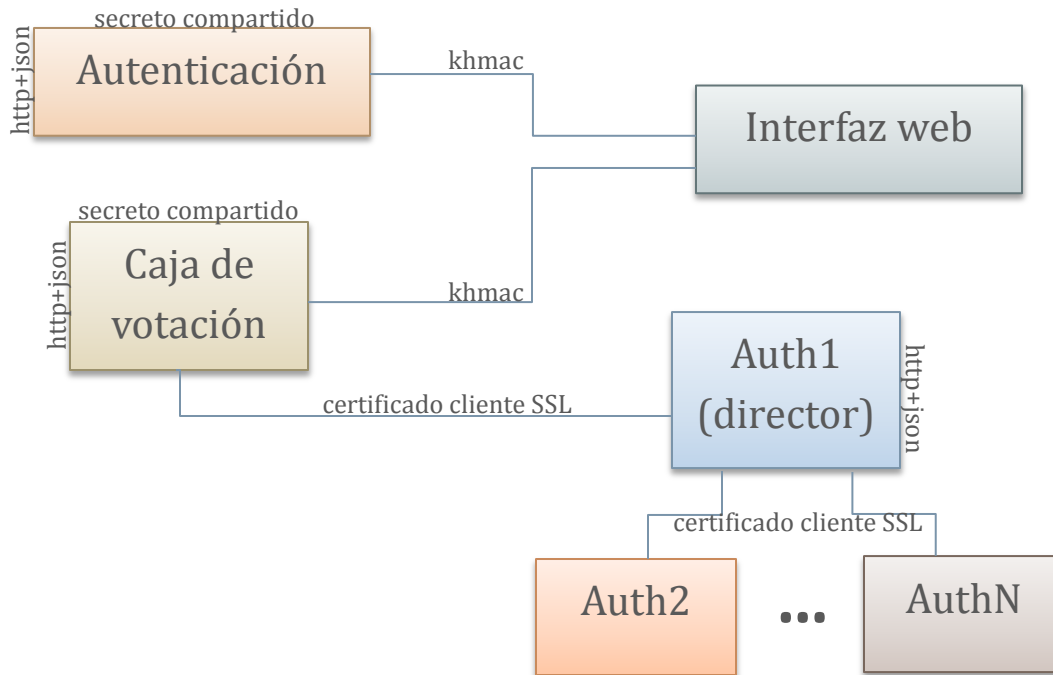 secreto compartido
http+json
Autenticación
khmac
Interfaz web
secreto compartido
http+json
Caja de
votación
khmac
Auth1
(director)
http+json
certificado cliente SSL
certificado cliente SSL
Auth2
...
AuthN